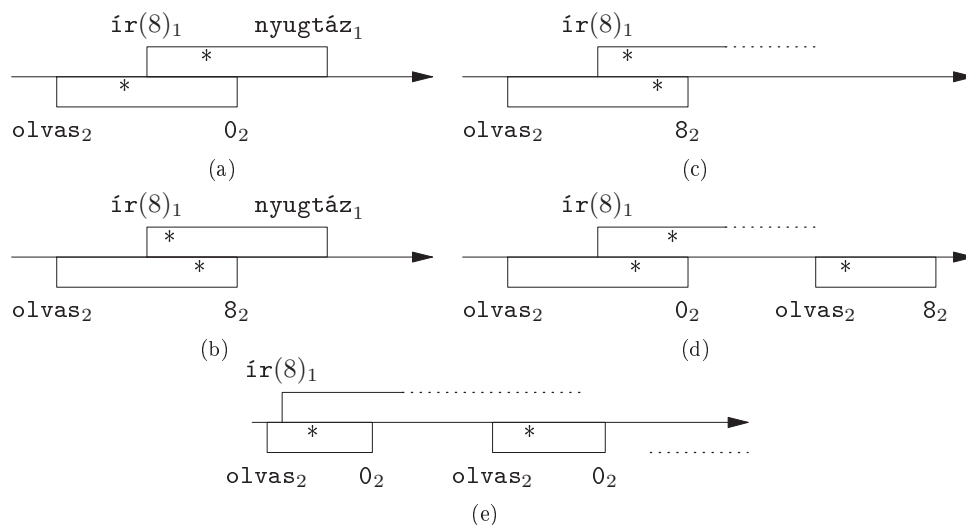 ír(8)₁ nyugtáz₁
*
*
olvas₂ 0₂
(a)
ír(8)₁
*
*
olvas₂ 8₂
(c)
ír(8)₁ nyugtáz₁
*
*
olvas₂ 8₂
(b)
ír(8)₁
*
* *
olvas₂ 0₂ olvas₂ 8₂
(d)
ír(8)₁
* *
olvas₂ 0₂ olvas₂ 0₂
(e)